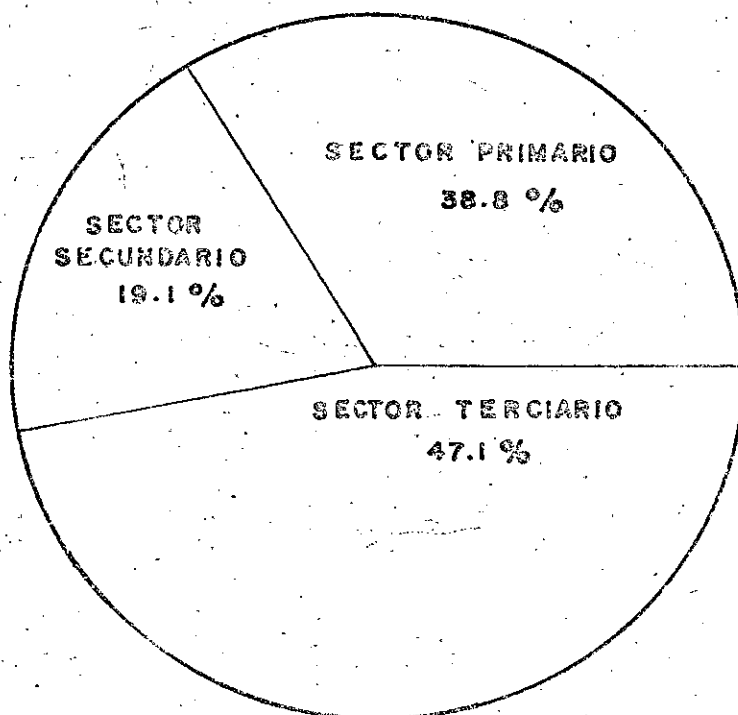 SECTOR PRIMARIO
38.8 %
SECTOR
SECUNDARIO
19.1 %
SECTOR TERCIARIO
47.1 %